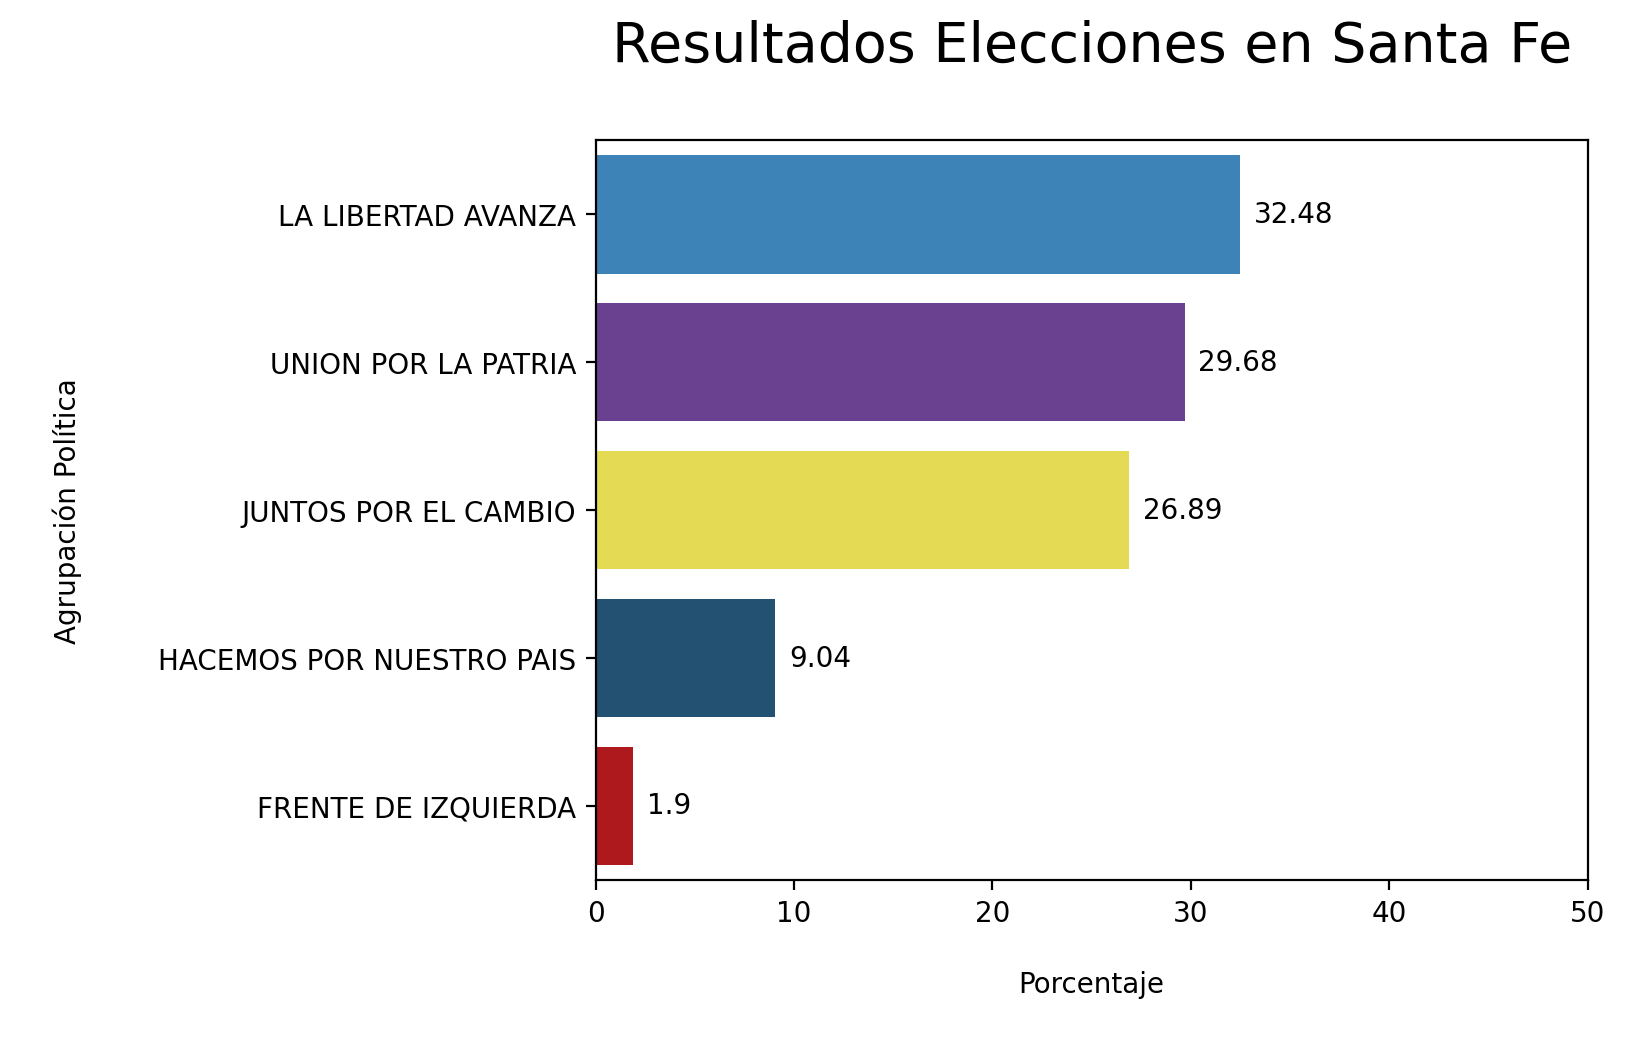 Resultados Elecciones en Santa Fe
Agrupación Política
LA LIBERTAD AVANZA
32.48
UNION POR LA PATRIA
29.68
JUNTOS POR EL CAMBIO
26.89
HACEMOS POR NUESTRO PAIS
9.04
FRENTE DE IZQUIERDA
1.9
0 10 20 30 40 50
Porcentaje